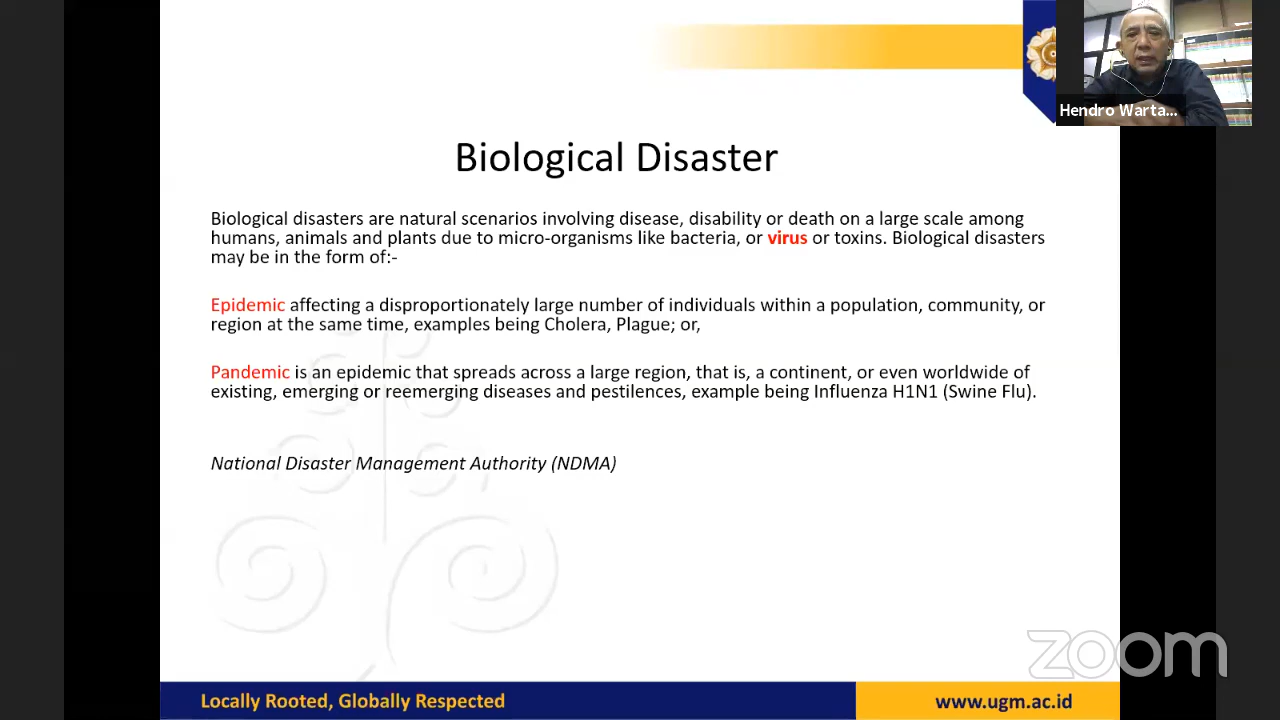 Hendro Warta...
Biological Disaster
Biological disasters are natural scenarios involving disease, disability or death on a large scale among
humans, animals and plants due to micro-organisms like bacteria, or virus or toxins. Biological disasters
may be in the form of:-
Epidemic affecting a disproportionately large number of individuals within a population, community, or
region at the same time, examples being Cholera, Plague; or,
Pandemic is an epidemic that spreads across a large region, that is, a continent, or even worldwide of
existing, emerging or reemerging diseases and pestilences, example being Influenza H1N1 (Swine Flu).
National Disaster Management Authority (NDMA)
zoom
Locally Rooted, Globally Respected
www.ugm.ac.id